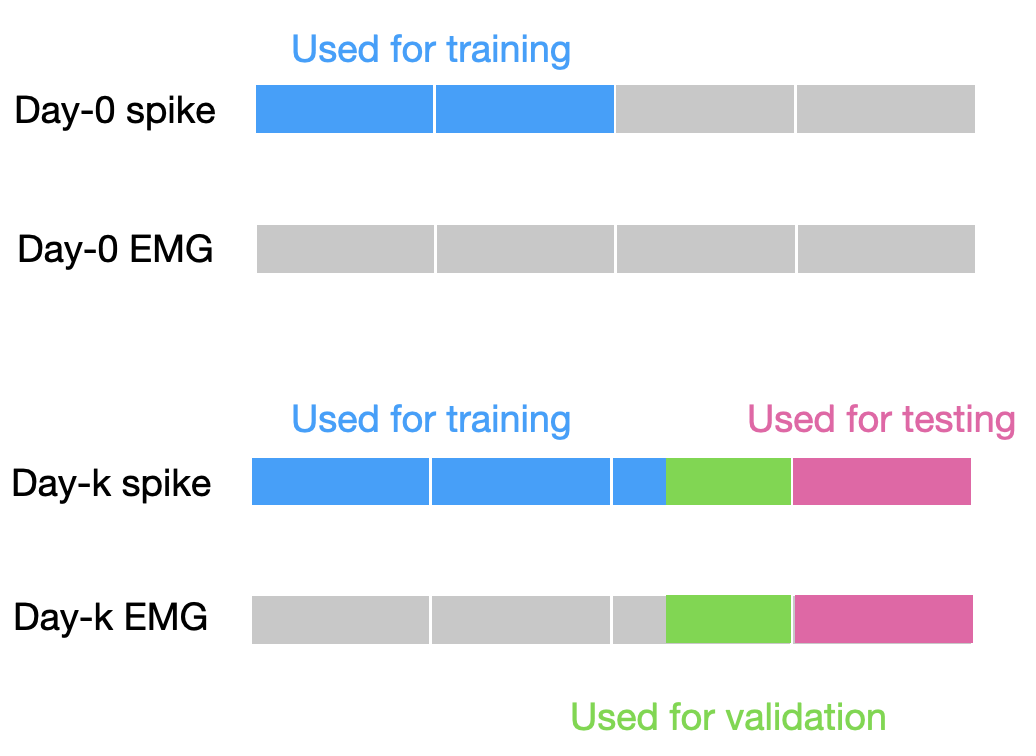 Used for training
Day-0 spike
Day-0 EMG
Used for training
Used for testing
Day-k spike
Day-k EMG
Used for validation